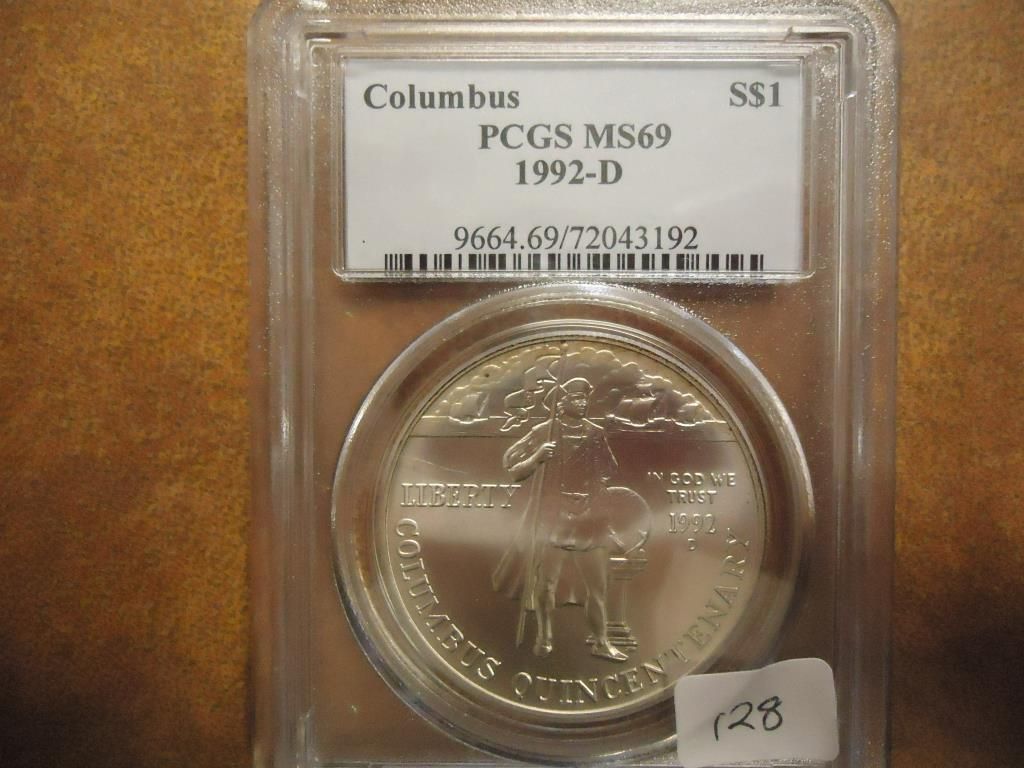 Columbus S$1
PCGS MS69
1992-D
9664.69/72043192
LIBERTY
IN GOD WE
TRUST
1992
D
COLUMBUS QUINCENTENARY
128